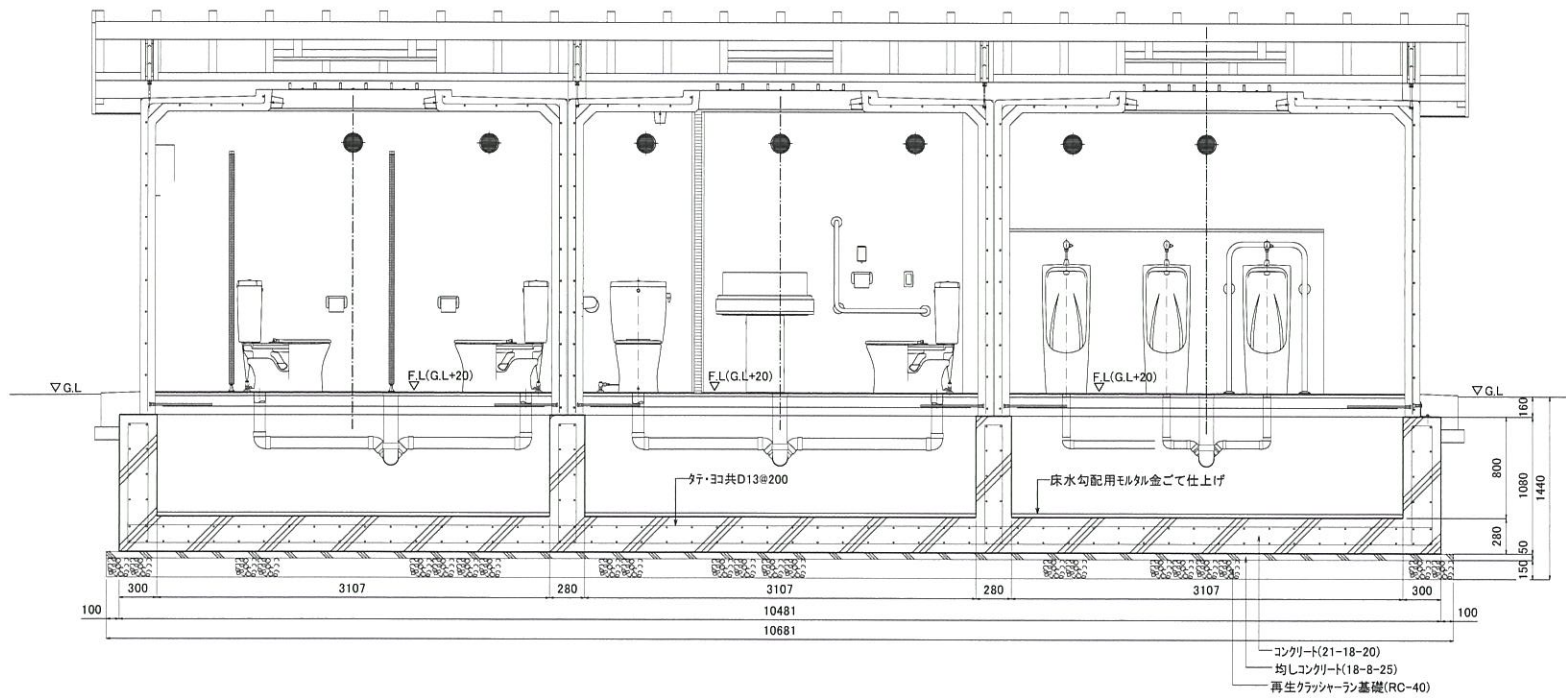 ▽G.L
F.L(G.L+20)
▽
F.L(G.L+20)
▽
F.L(G.L+20)
▽
▽G.L
160
800
1080
1440
280
50
150
タテ・ヨコ共D13@200
床水勾配用モルタル金ごて仕上げ
300
3107
280
3107
280
3107
300
100
10481
100
10681
コンクリート(21-18-20)
均しコンクリート(18-8-25)
再生クラッシャーラン基礎(RC-40)